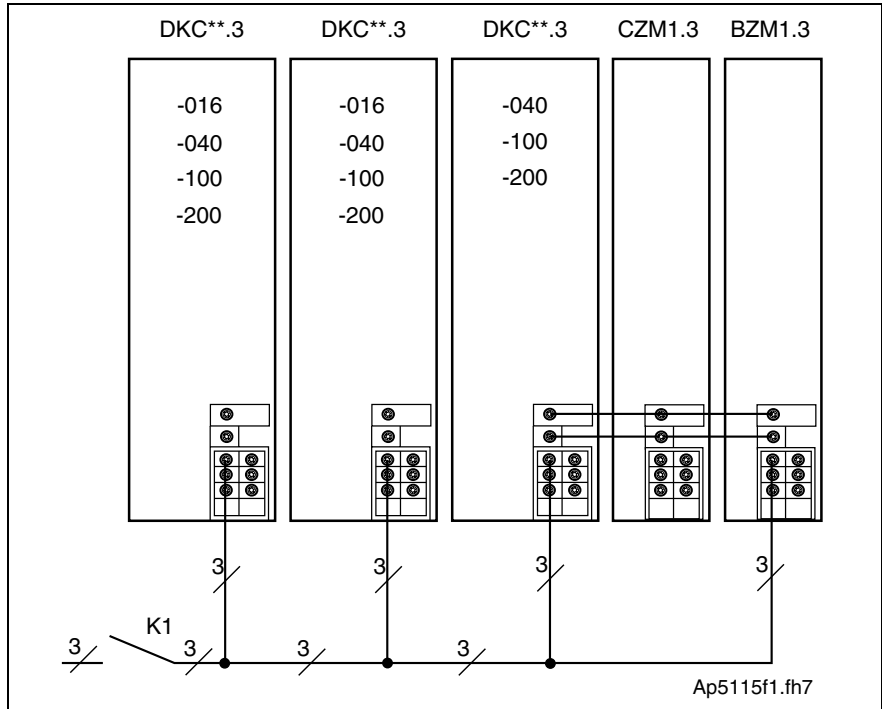 DKC**.3 DKC**.3 DKC**.3 CZM1.3 BZM1.3
-016 -016 -040
-040 -040 -100
-100 -100 -200
-200 -200
3 3 3 3
K1
3 3 3 3
Ap5115f1.fh7